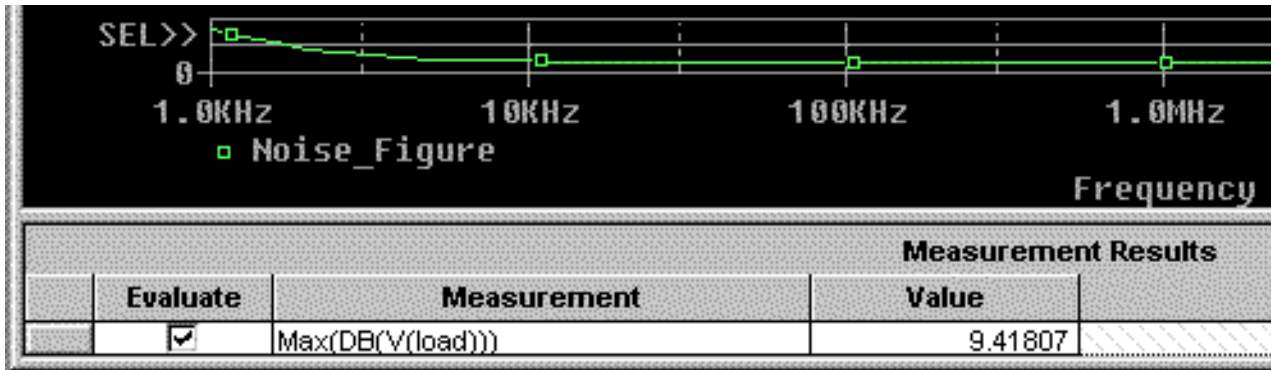 SEL>>
0
1.0KHz 10KHz 100KHz 1.0MHz
Noise_Figure
Frequency
Measurement Results
Evaluate Measurement Value
Max(DB(V(load))) 9.41807